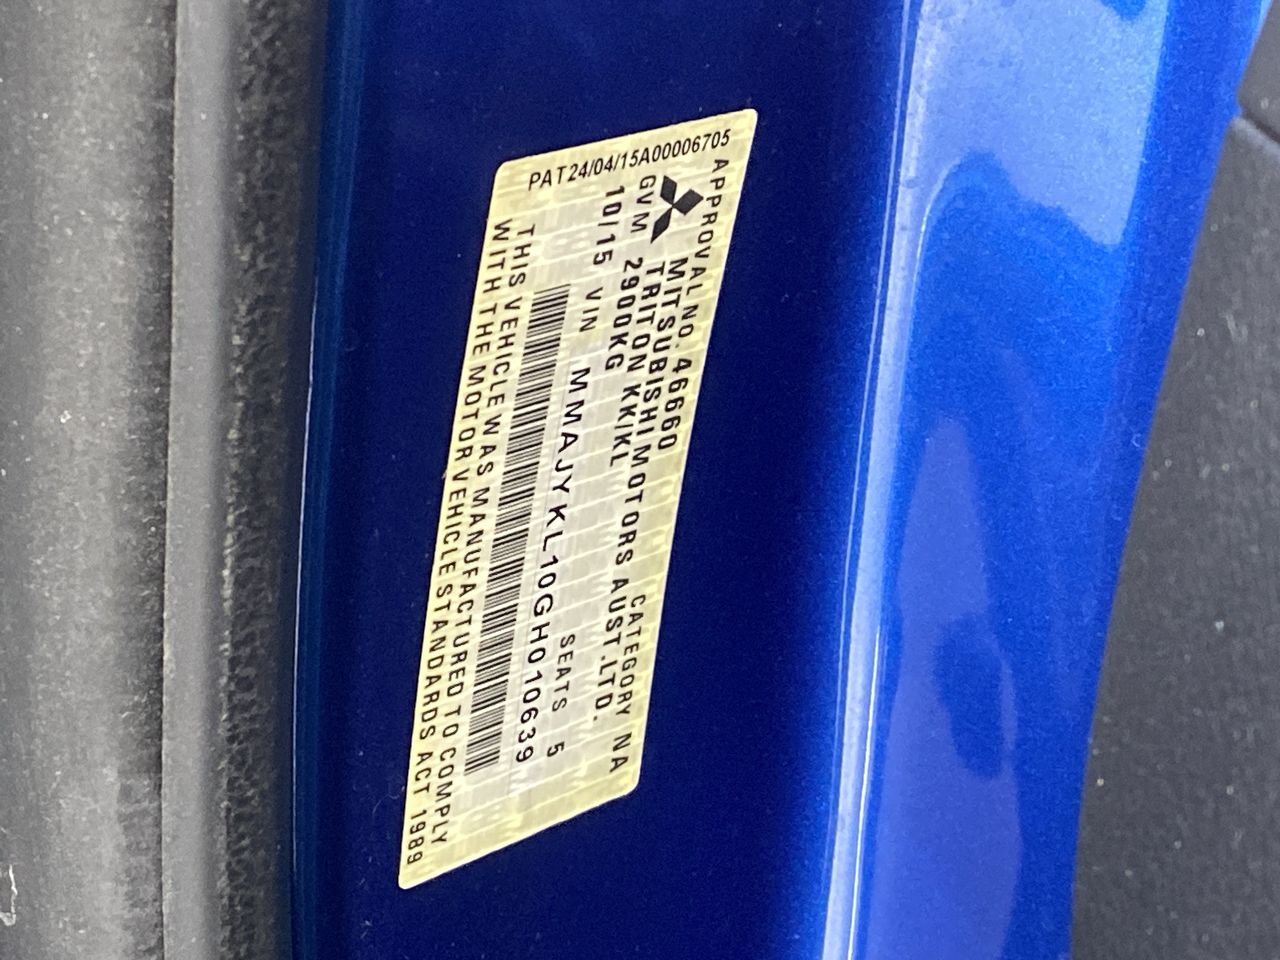 PAT24/04/15A00006705
APPROVAL NO. 46660
MITSUBISHI MOTORS AUST.LTD.
TRITON KK/KL CATEGORY NA
GVM 2900KG
10/15 VIN MMAJYKL10GH010639 SEATS 5
THIS VEHICLE WAS MANUFACTURED TO COMPLY
WITH THE MOTOR VEHICLE STANDARDS ACT 1989